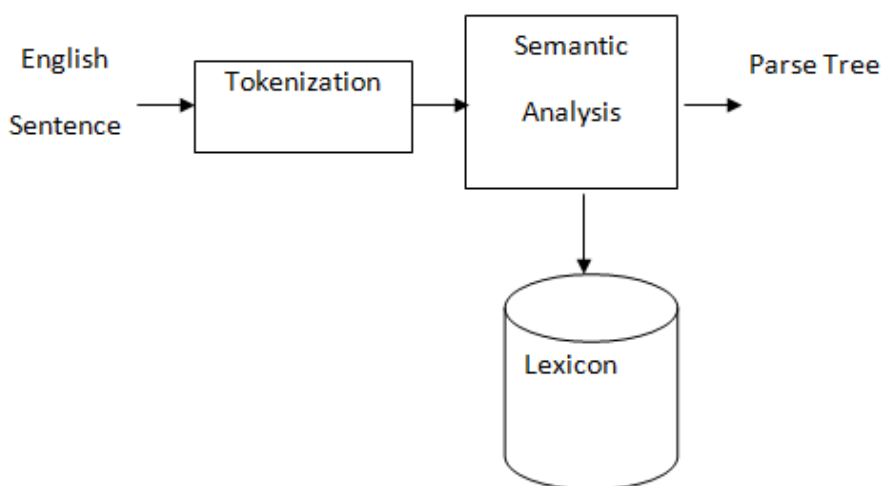 English
Sentence
Tokenization
Semantic
Analysis
Parse Tree
Lexicon